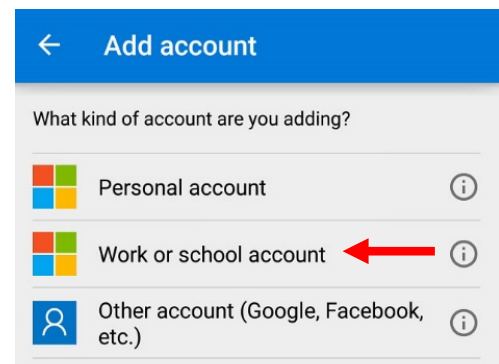 Add account
What kind of account are you adding?
Personal account
Work or school account
Other account (Google, Facebook,
etc.)